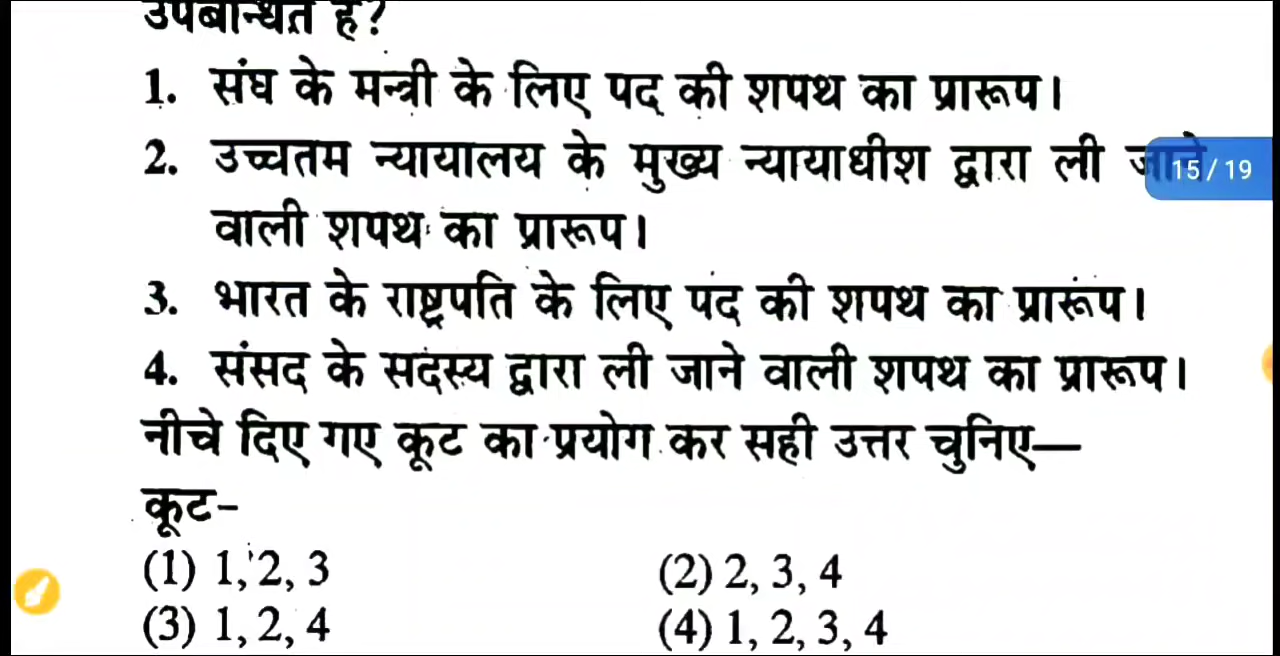 उपबन्धित है?
1. संघ के मन्त्री के लिए पद की शपथ का प्रारूप।
2. उच्चतम न्यायालय के मुख्य न्यायाधीश द्वारा ली जाने
15/19
वाली शपथ का प्रारूप।
3. भारत के राष्ट्रपति के लिए पद की शपथ का प्रारूप।
4. संसद के सदस्य द्वारा ली जाने वाली शपथ का प्रारूप।
नीचे दिए गए कूट का प्रयोग कर सही उत्तर चुनिए—
कूट-
(1) 1, 2, 3 (2) 2, 3, 4
(3) 1, 2, 4 (4) 1, 2, 3, 4